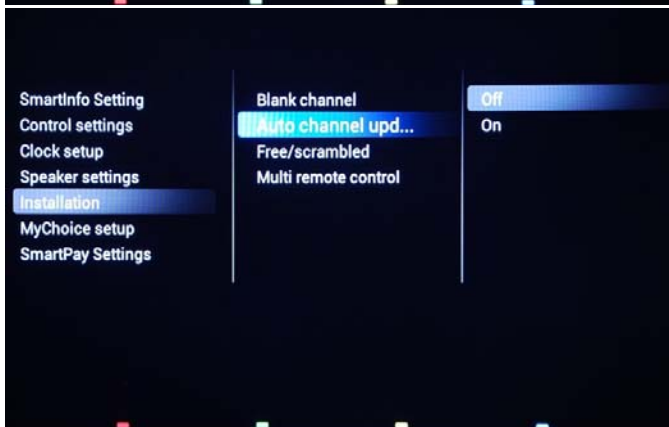 SmartInfo Setting
Control settings
Clock setup
Speaker settings
Installation
MyChoice setup
SmartPay Settings
Blank channel
Auto channel upd...
Free/scrambled
Multi remote control
Off
On